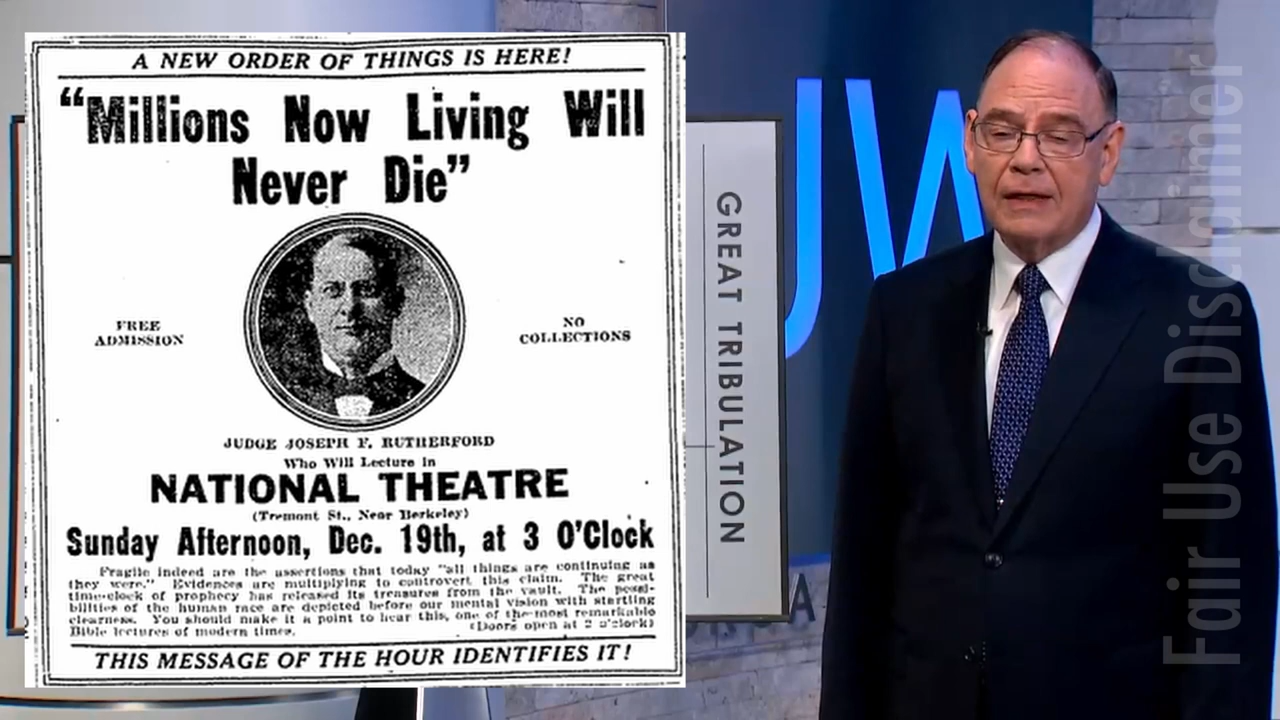 A NEW ORDER OF THINGS IS HERE!
“Millions Now Living Will
Never Die”
FREE
ADMISSION
NO
COLLECTIONS
JUDGE JOSEPH F. RUTHERFORD
Who Will Lecture in
NATIONAL THEATRE
(Tremont St., Near Berkeley)
Sunday Afternoon, Dec. 19th, at 3 O’Clock
Fragile indeed are the assertions that today "all things are continuing as
they were." Evidences are multiplying to controvert this claim. The great
time-clock of prophecy has released its treasures from the vault. The possi-
bilities of the human race are depicted before our mental vision with startling
clearness. You should make it a point to hear this, one of the most remarkable
Bible lectures of modern times. (Doors open at 2 o'clock)
THIS MESSAGE OF THE HOUR IDENTIFIES IT!
GREAT TRIBULATION
JW
Fair Use Disclaimer